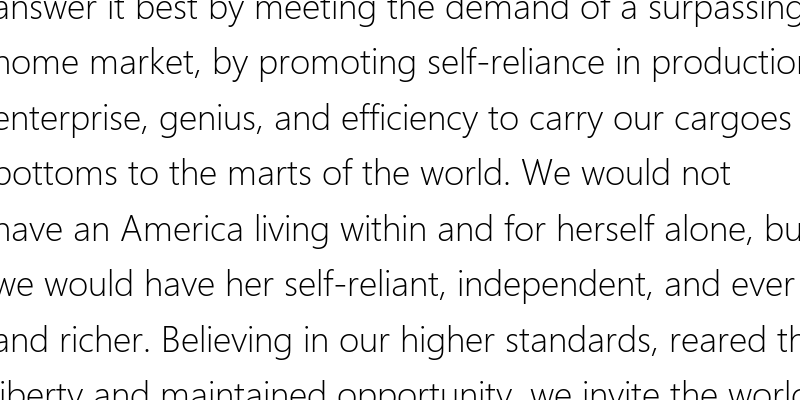 answer it best by meeting the demand of a surpassing
home market, by promoting self-reliance in production
enterprise, genius, and efficiency to carry our cargoes
bottoms to the marts of the world. We would not
have an America living within and for herself alone, but
we would have her self-reliant, independent, and ever
and richer. Believing in our higher standards, reared th
liberty and maintained opportunity, we invite the world